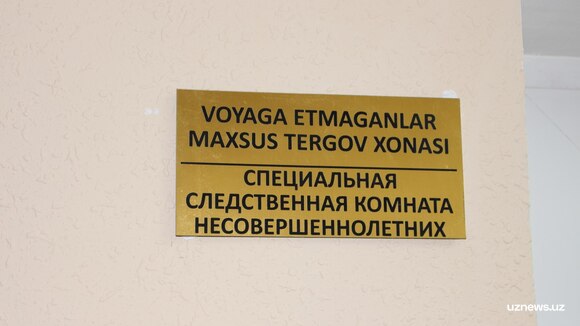 VOYAGA ETMAGANLAR
MAXSUS TERGOV XONASI
СПЕЦИАЛЬНАЯ
СЛЕДСТВЕННАЯ КОМНАТА
НЕСОВЕРШЕННОЛЕТНИХ
uznews.uz